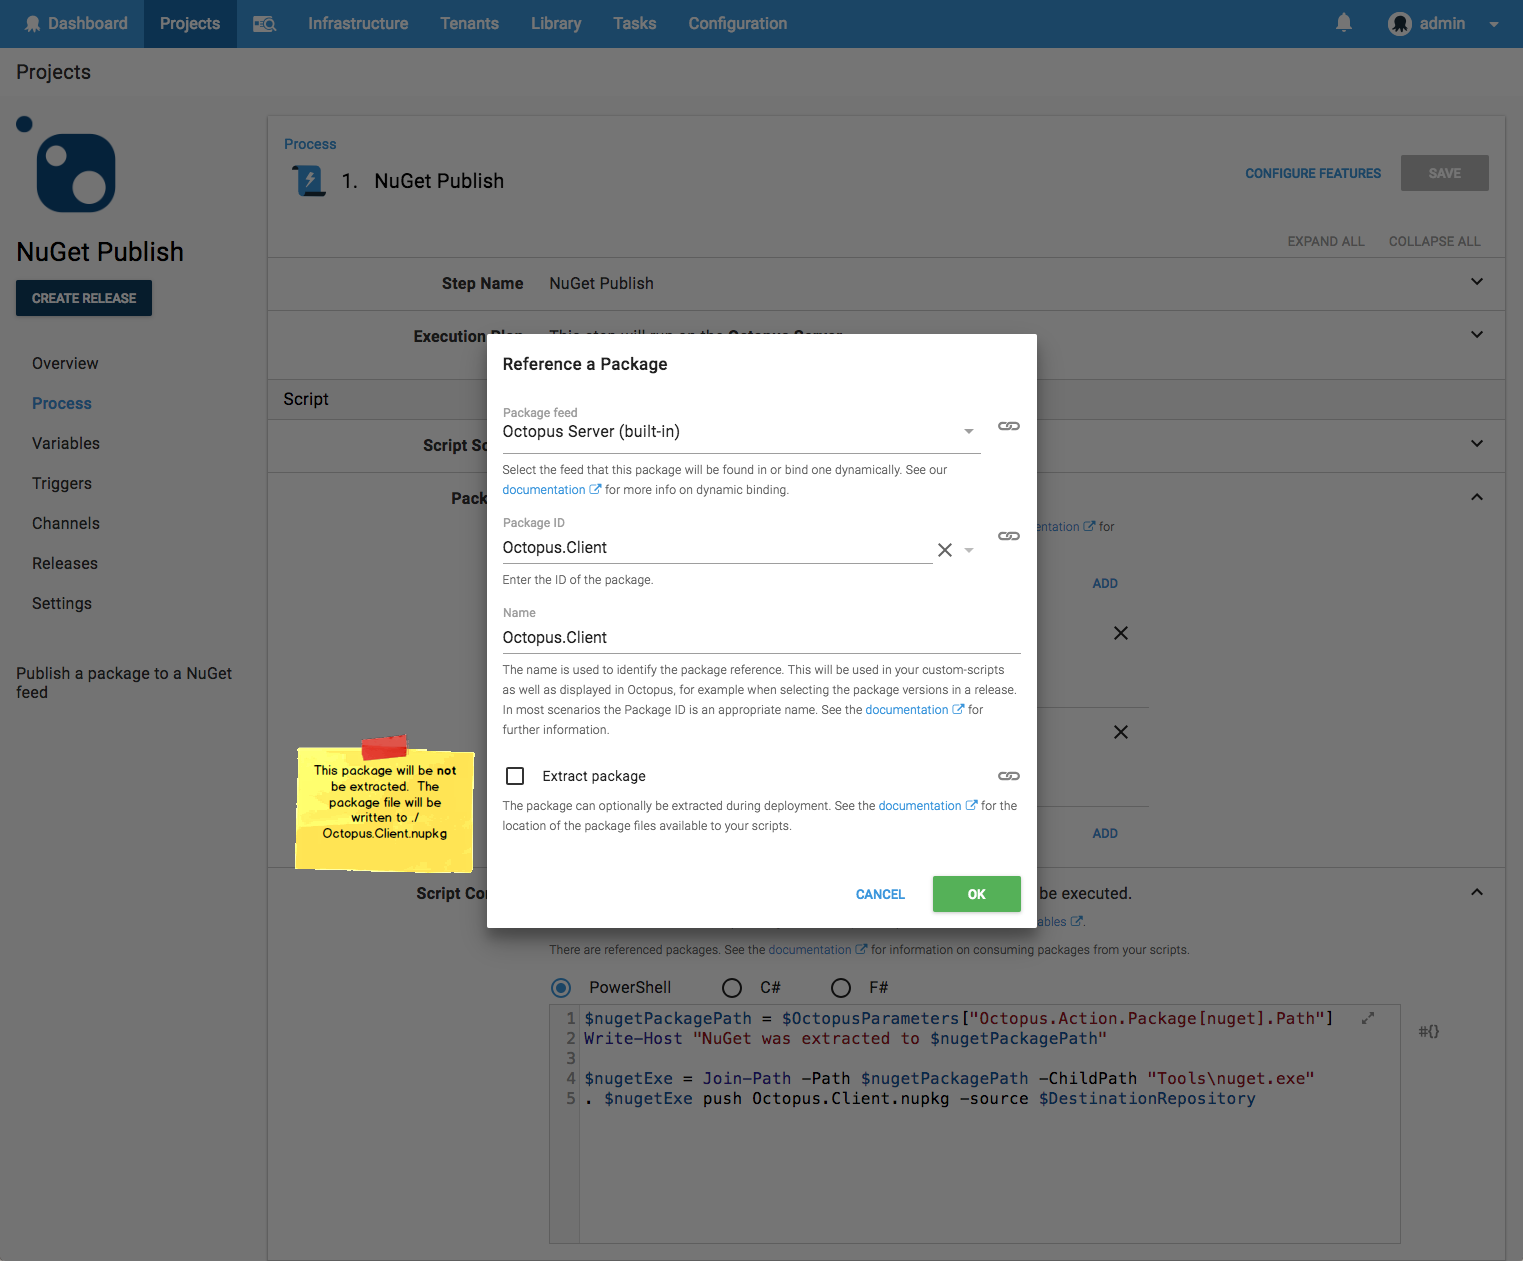 Dashboard
Projects
Infrastructure
Tenants
Library
Tasks
Configuration
admin
Projects
NuGet Publish
CREATE RELEASE
Overview
Process
Variables
Triggers
Channels
Releases
Settings
Publish a package to a NuGet
feed
Process
1. NuGet Publish
CONFIGURE FEATURES
SAVE
EXPAND ALL
COLLAPSE ALL
Step Name
NuGet Publish
Execution
Script
Script
ADD
for
ADD
Script
be executed.
There are referenced packages. See the documentation for information on consuming packages from your scripts.
PowerShell
C#
F#
1 $nugetPackagePath = $OctopusParameters["Octopus.Action.Package[nuget].Path"]
2 Write-Host "NuGet was extracted to $nugetPackagePath"
3
4 $nugetExe = Join-Path -Path $nugetPackagePath -ChildPath "Tools\nuget.exe"
5 . $nugetExe push Octopus.Client.nupkg -source $DestinationRepository
#{}
This package will be not
be extracted. The
package file will be
written to ./
Octopus.Client.nupkg
Reference a Package
Package feed
Octopus Server (built-in)
Select the feed that this package will be found in or bind one dynamically. See our
documentation for more info on dynamic binding.
Package ID
Octopus.Client
Enter the ID of the package.
Name
Octopus.Client
The name is used to identify the package reference. This will be used in your custom-scripts
as well as displayed in Octopus, for example when selecting the package versions in a release.
In most scenarios the Package ID is an appropriate name. See the documentation for
further information.
Extract package
The package can optionally be extracted during deployment. See the documentation for the
location of the package files available to your scripts.
CANCEL
OK